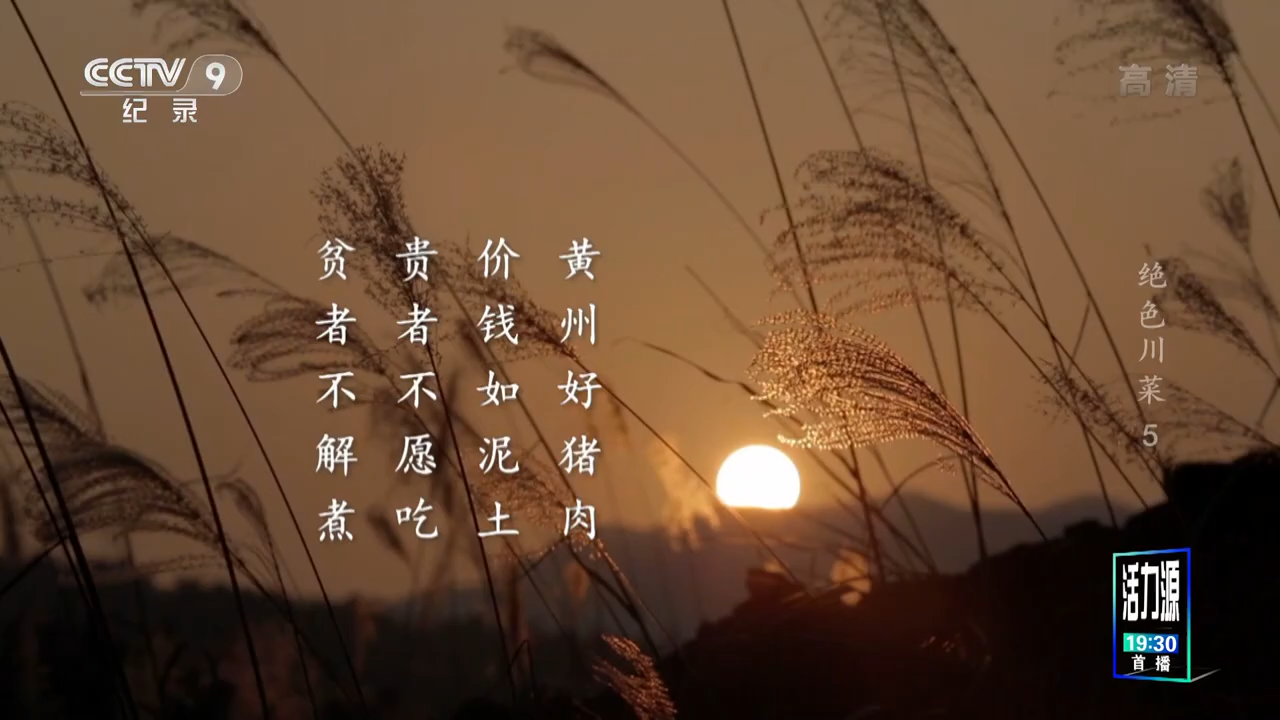 CCTV 9
纪录
高清
黄州好猪肉
价钱如泥土
贵者不愿吃
贫者不解煮
绝色川菜 5
活力源
19:30
首播